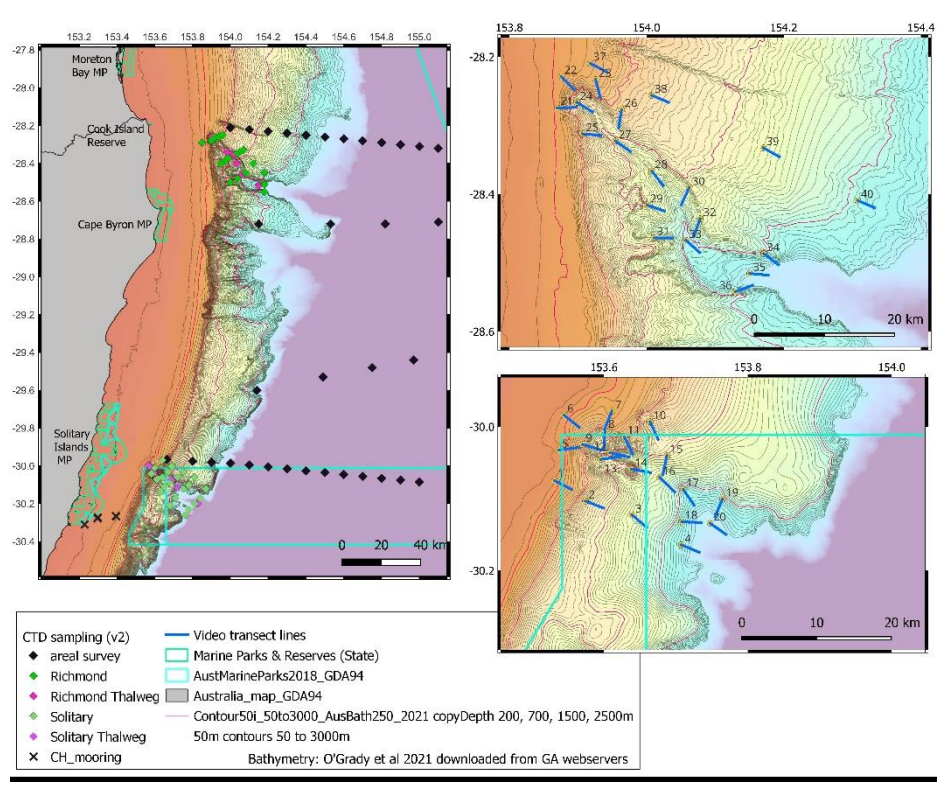 153.2 153.4 153.6 153.8 154.0 154.2 154.4 154.6 154.8 155.0
-27.8
Moreton
Bay MP
-28.0
-28.2
Cook Island
Reserve
-28.4
-28.6
Cape Byron MP
-28.8
-29.0
-29.2
-29.4
-29.6
-29.8
Solitary
Islands
MP
-30.0
-30.2
-30.4
0 20 40 km
153.8 154.0 154.2 154.4
-28.2
37
22
23
38
21
24
26
25
27
39
28
-28.4
30
40
29
32
31
33
34
35
36
0 10 20 km
-28.6
153.6 153.8 154.0
6
7
10
-30.0
8
11
9
15
13
14
16
17
19
2
3
18
20
4
-30.2
0 10 20 km
CTD sampling (v2)
areal survey
Richmond
Richmond Thalweg
Solitary
Solitary Thalweg
CH_mooring
Video transect lines
Marine Parks & Reserves (State)
AustMarineParks2018_GDA94
Australia_map_GDA94
Contour50i_50to3000_AusBath250_2021 copyDepth 200, 700, 1500, 2500m
50m contours 50 to 3000m
Bathymetry: O'Grady et al 2021 downloaded from GA webservers